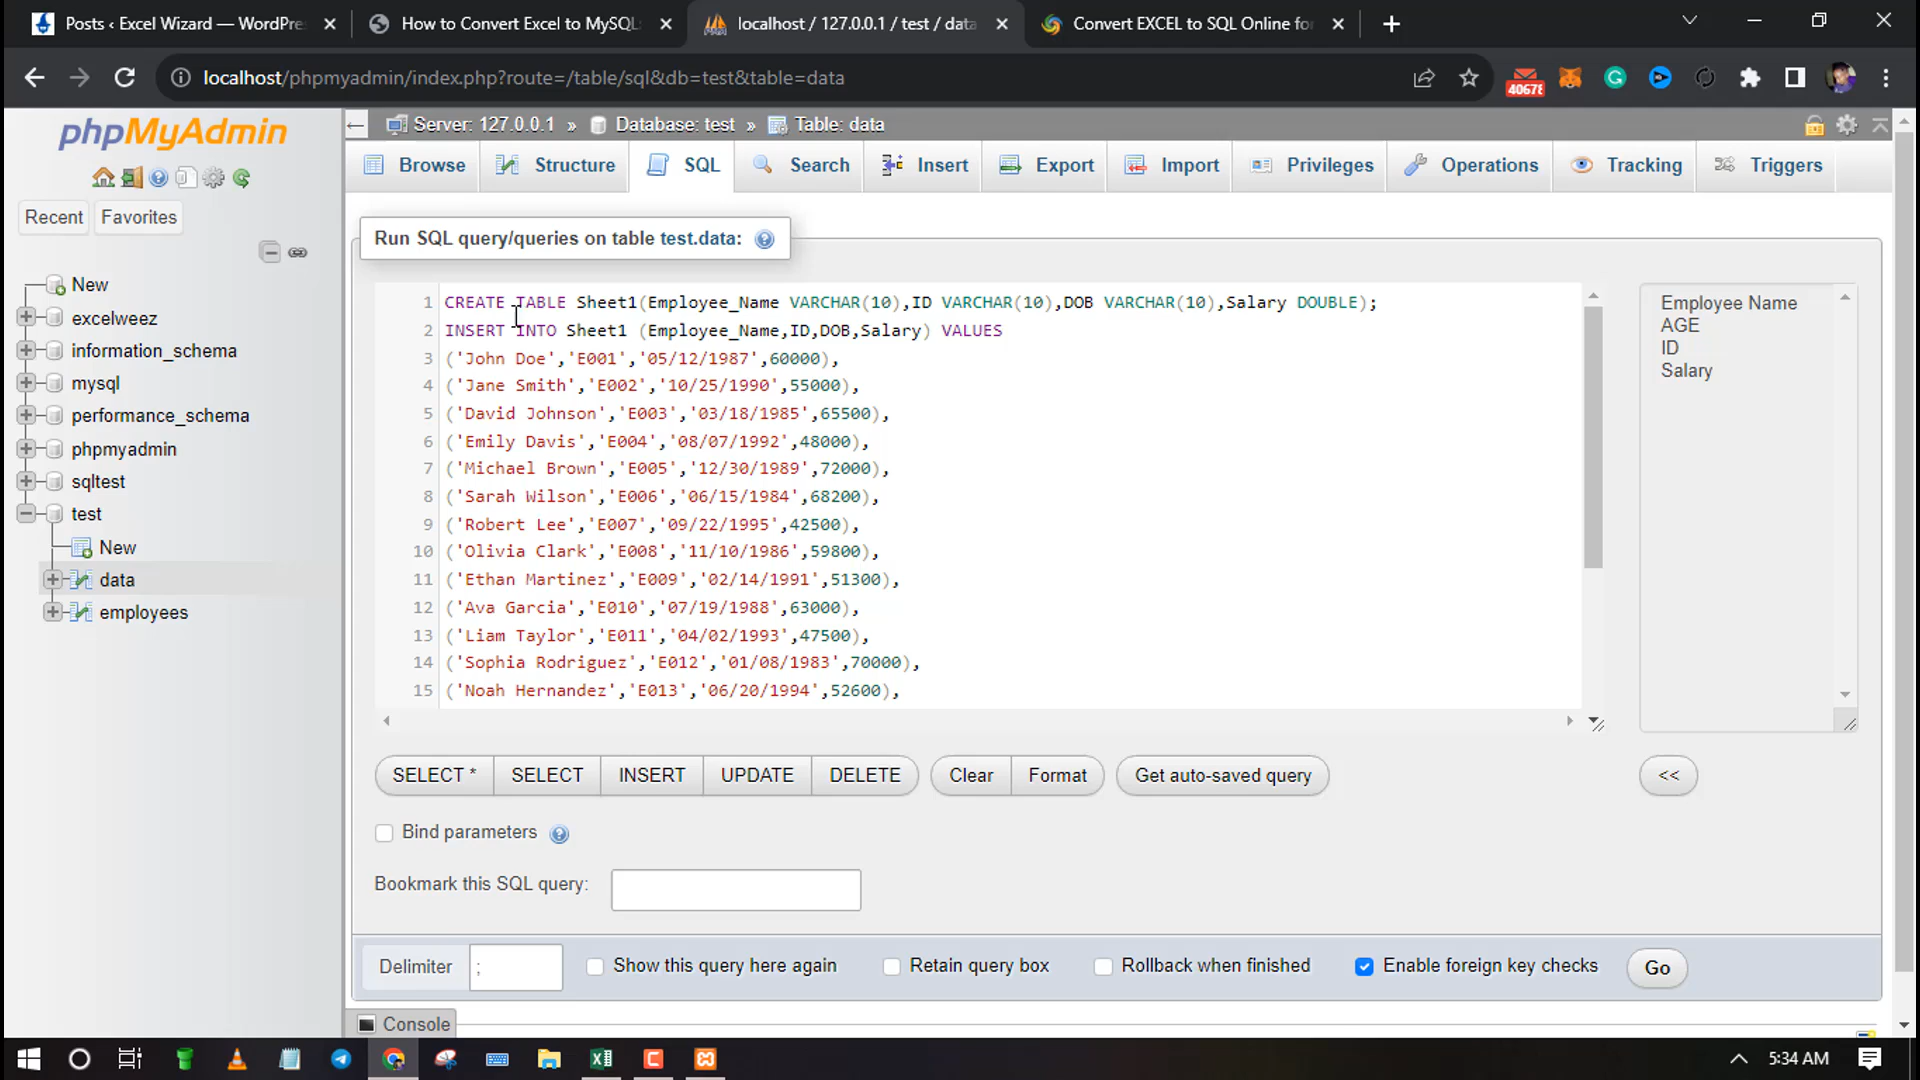 Posts ‹ Excel Wizard — WordPre
How to Convert Excel to MySQL
localhost / 127.0.0.1 / test / data
Convert EXCEL to SQL Online for
localhost/phpmyadmin/index.php?route=/table/sql&db=test&table=data
40678
phpMyAdmin
Recent
Favorites
New
excelweez
information_schema
mysql
performance_schema
phpmyadmin
sqltest
test
New
data
employees
Server: 127.0.0.1 » Database: test » Table: data
Browse
Structure
SQL
Search
Insert
Export
Import
Privileges
Operations
Tracking
Triggers
Run SQL query/queries on table test.data:
1 CREATE TABLE Sheet1(Employee_Name VARCHAR(10),ID VARCHAR(10),DOB VARCHAR(10),Salary DOUBLE);
2 INSERT INTO Sheet1 (Employee_Name,ID,DOB,Salary) VALUES
3 ('John Doe','E001','05/12/1987',60000),
4 ('Jane Smith','E002','10/25/1990',55000),
5 ('David Johnson','E003','03/18/1985',65500),
6 ('Emily Davis','E004','08/07/1992',48000),
7 ('Michael Brown','E005','12/30/1989',72000),
8 ('Sarah Wilson','E006','06/15/1984',68200),
9 ('Robert Lee','E007','09/22/1995',42500),
10 ('Olivia Clark','E008','11/10/1986',59800),
11 ('Ethan Martinez','E009','02/14/1991',51300),
12 ('Ava Garcia','E010','07/19/1988',63000),
13 ('Liam Taylor','E011','04/02/1993',47500),
14 ('Sophia Rodriguez','E012','01/08/1983',70000),
15 ('Noah Hernandez','E013','06/20/1994',52600),
Employee Name
AGE
ID
Salary
SELECT *
SELECT
INSERT
UPDATE
DELETE
Clear
Format
Get auto-saved query
<<
Bind parameters
Bookmark this SQL query:
Delimiter
;
Show this query here again
Retain query box
Rollback when finished
Enable foreign key checks
Go
Console
5:34 AM